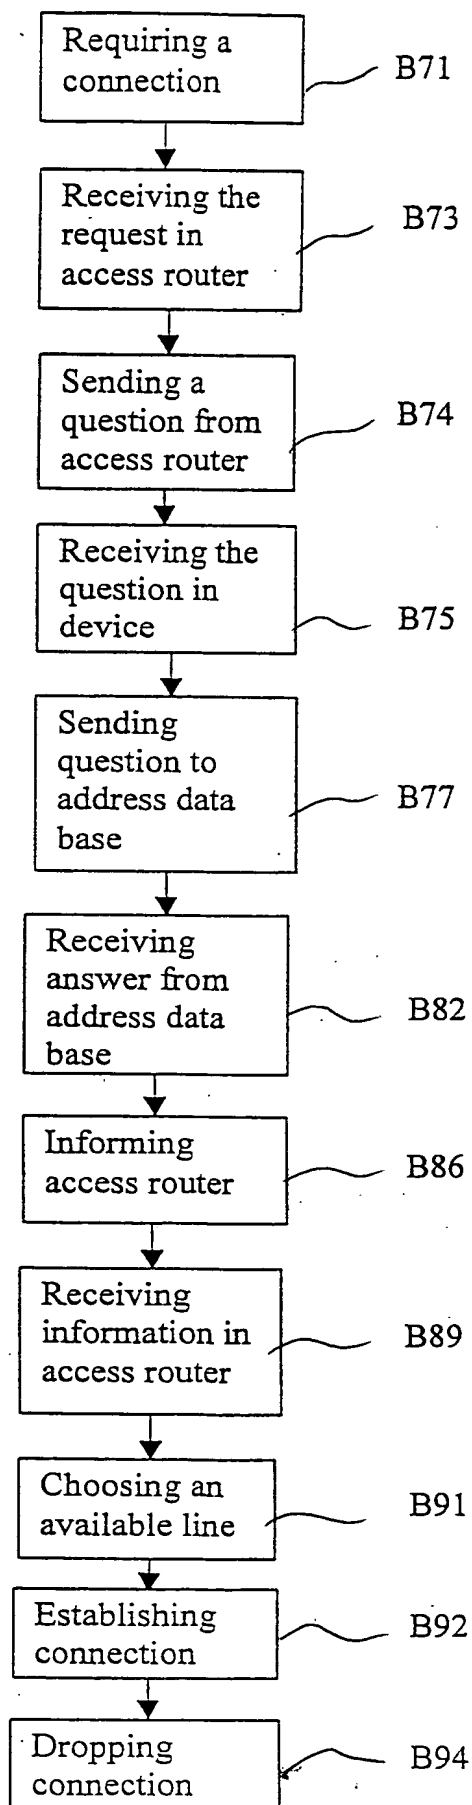 Requiring a
connection
B71
Receiving the
request in
access router
B73
Sending a
question from
access router
B74
Receiving the
question in
device
B75
Sending
question to
address data
base
B77
Receiving
answer from
address data
base
B82
Informing
access router
B86
Receiving
information in
access router
B89
Choosing an
available line
B91
Establishing
connection
B92
Dropping
connection
B94